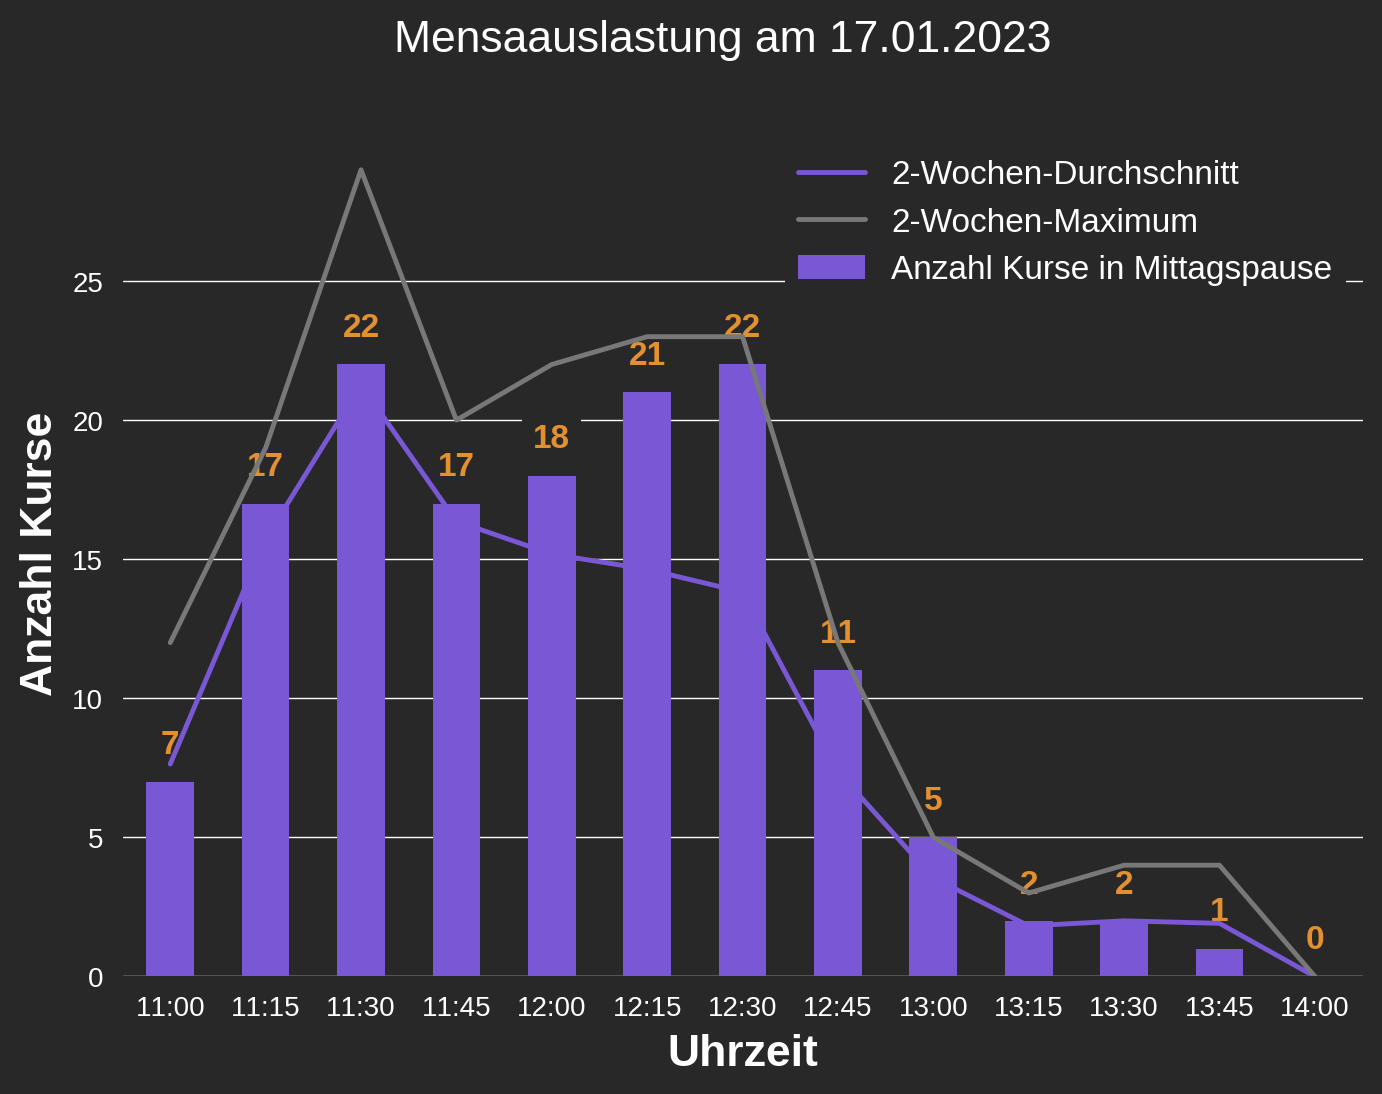 Mensaauslastung am 17.01.2023
2-Wochen-Durchschnitt
2-Wochen-Maximum
Anzahl Kurse in Mittagspause
Anzahl Kurse
25
20
15
10
5
0
7
17
22
17
18
21
22
11
5
2
2
1
0
11:00 11:15 11:30 11:45 12:00 12:15 12:30 12:45 13:00 13:15 13:30 13:45 14:00
Uhrzeit